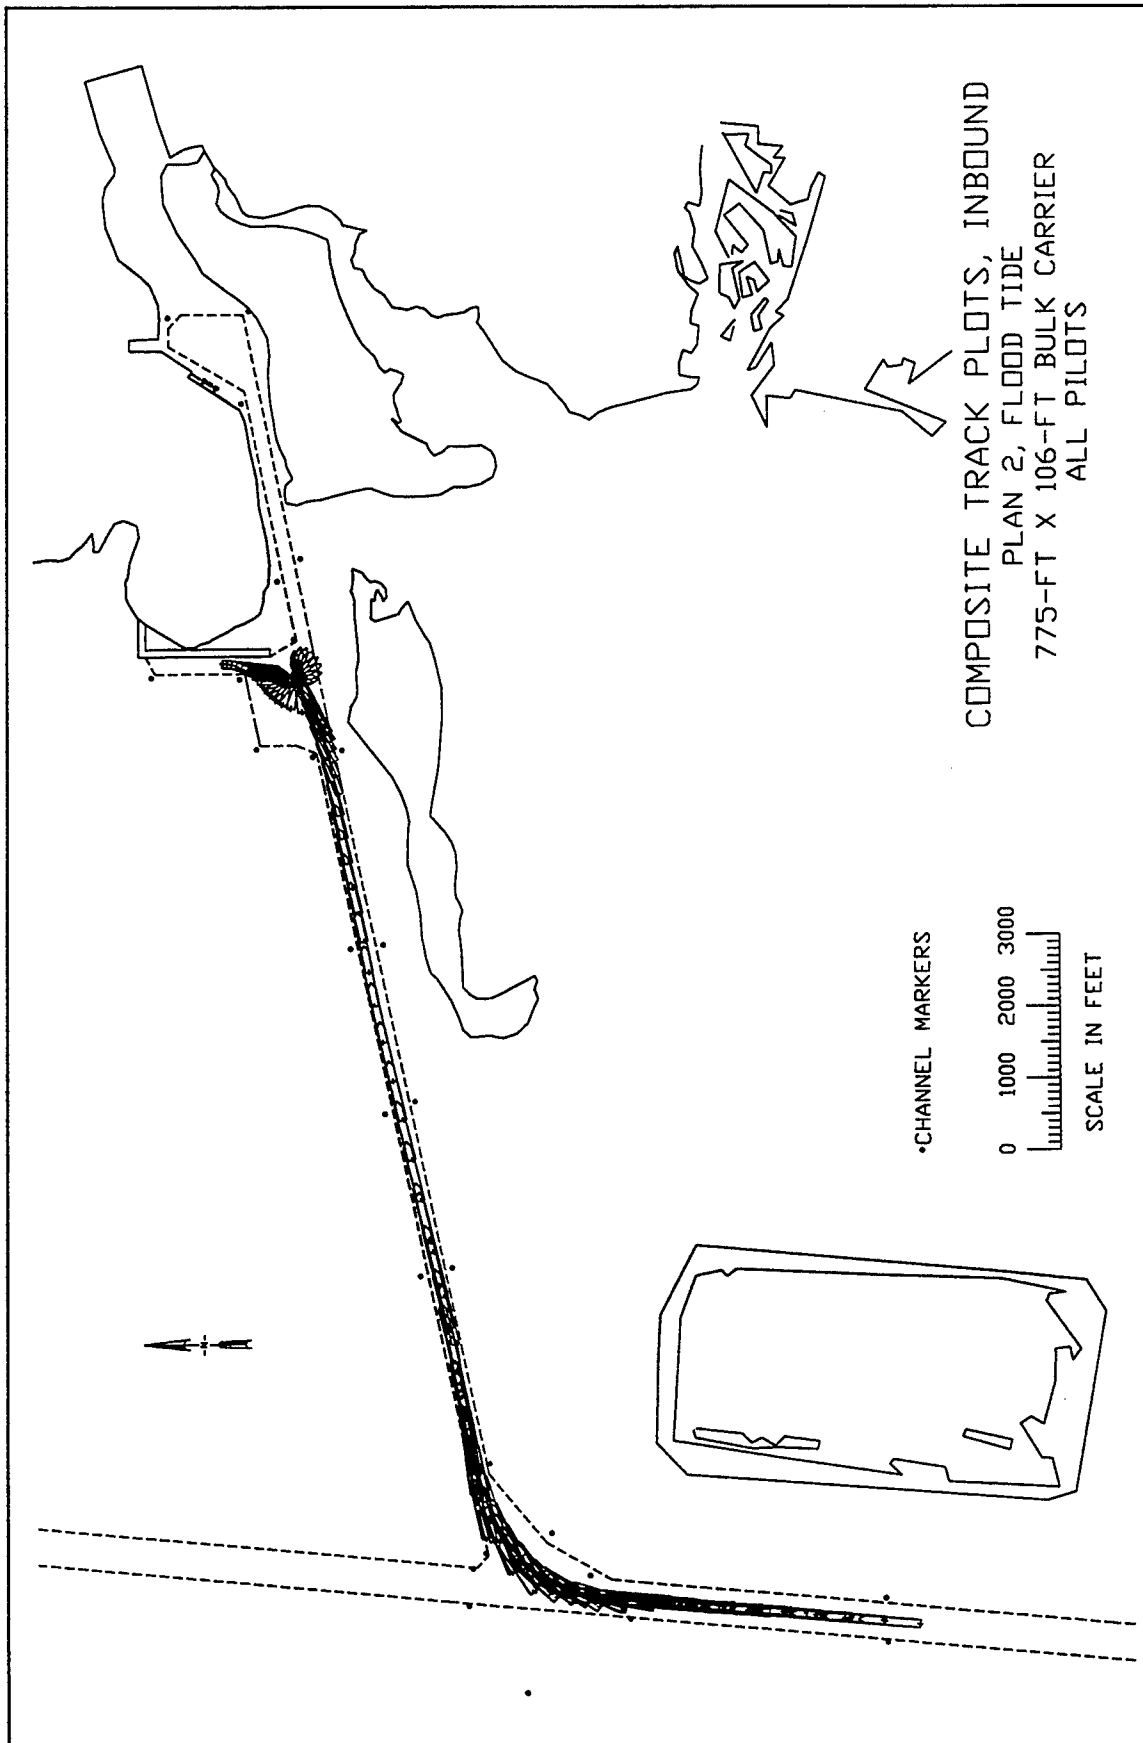 COMPOSITE TRACK PLOTS, INBOUND
PLAN 2, FLOOD TIDE
775-FT X 106-FT BULK CARRIER
ALL PILOTS
•CHANNEL MARKERS
0 1000 2000 3000
SCALE IN FEET
N